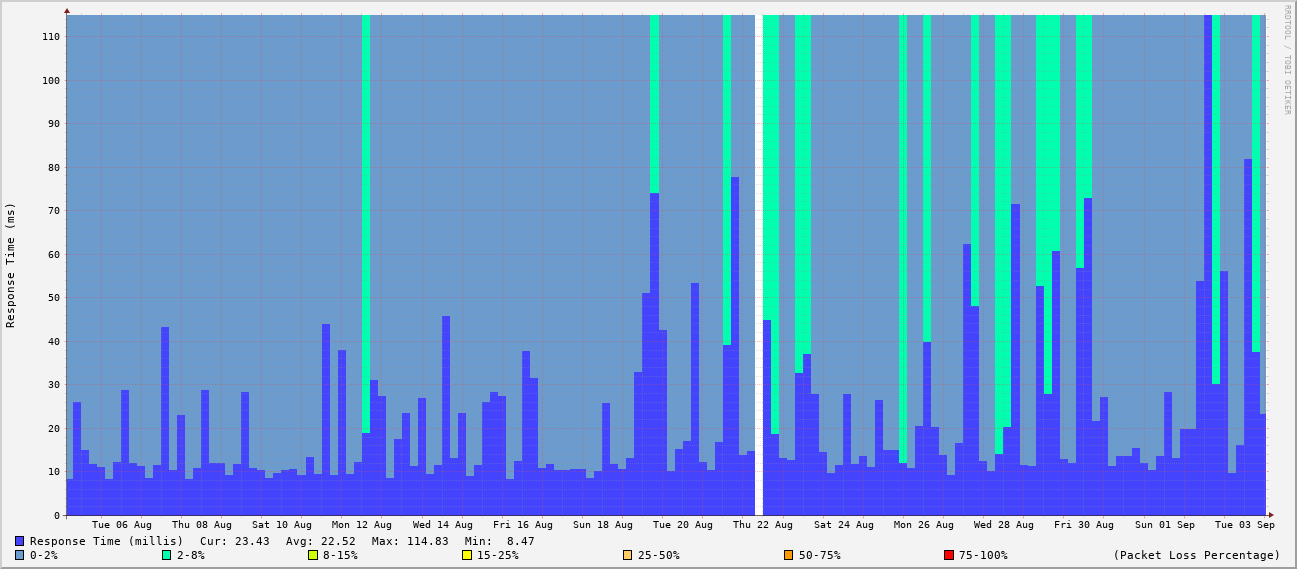 RRDTOOL / TOBI OETIKER
Response Time (ms)
110
100
90
80
70
60
50
40
30
20
10
0
Tue 06 Aug Thu 08 Aug Sat 10 Aug Mon 12 Aug Wed 14 Aug Fri 16 Aug Sun 18 Aug Tue 20 Aug Thu 22 Aug Sat 24 Aug Mon 26 Aug Wed 28 Aug Fri 30 Aug Sun 01 Sep Tue 03 Sep
Response Time (millis) Cur: 23.43 Avg: 22.52 Max: 114.83 Min: 8.47
0-2% 2-8% 8-15% 15-25% 25-50% 50-75% 75-100% (Packet Loss Percentage)